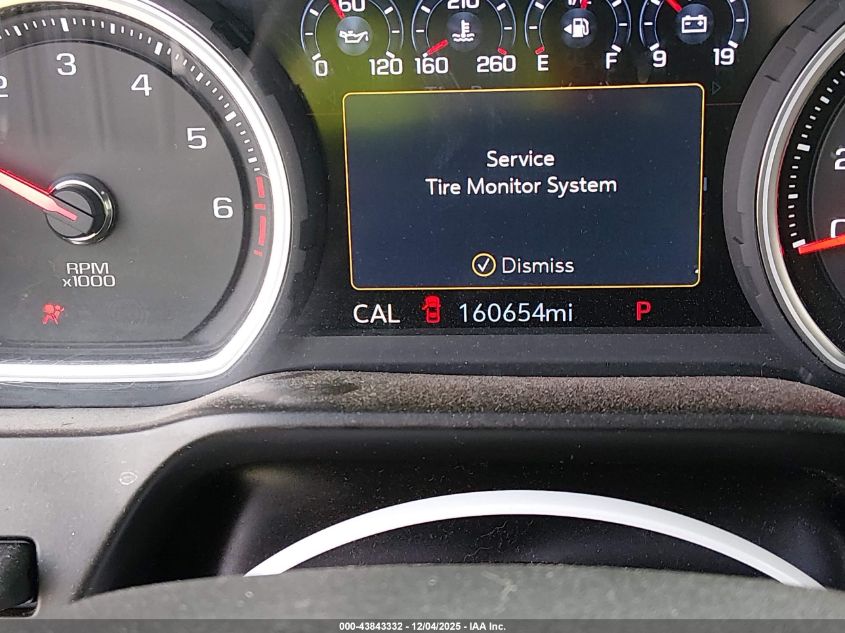 60 210
0 120 160 260 E F 9 19
3
4
5
6
RPM
x1000
Service
Tire Monitor System
Dismiss
CAL 160654mi P
000-43843332 - 12/04/2025 - IAA Inc.